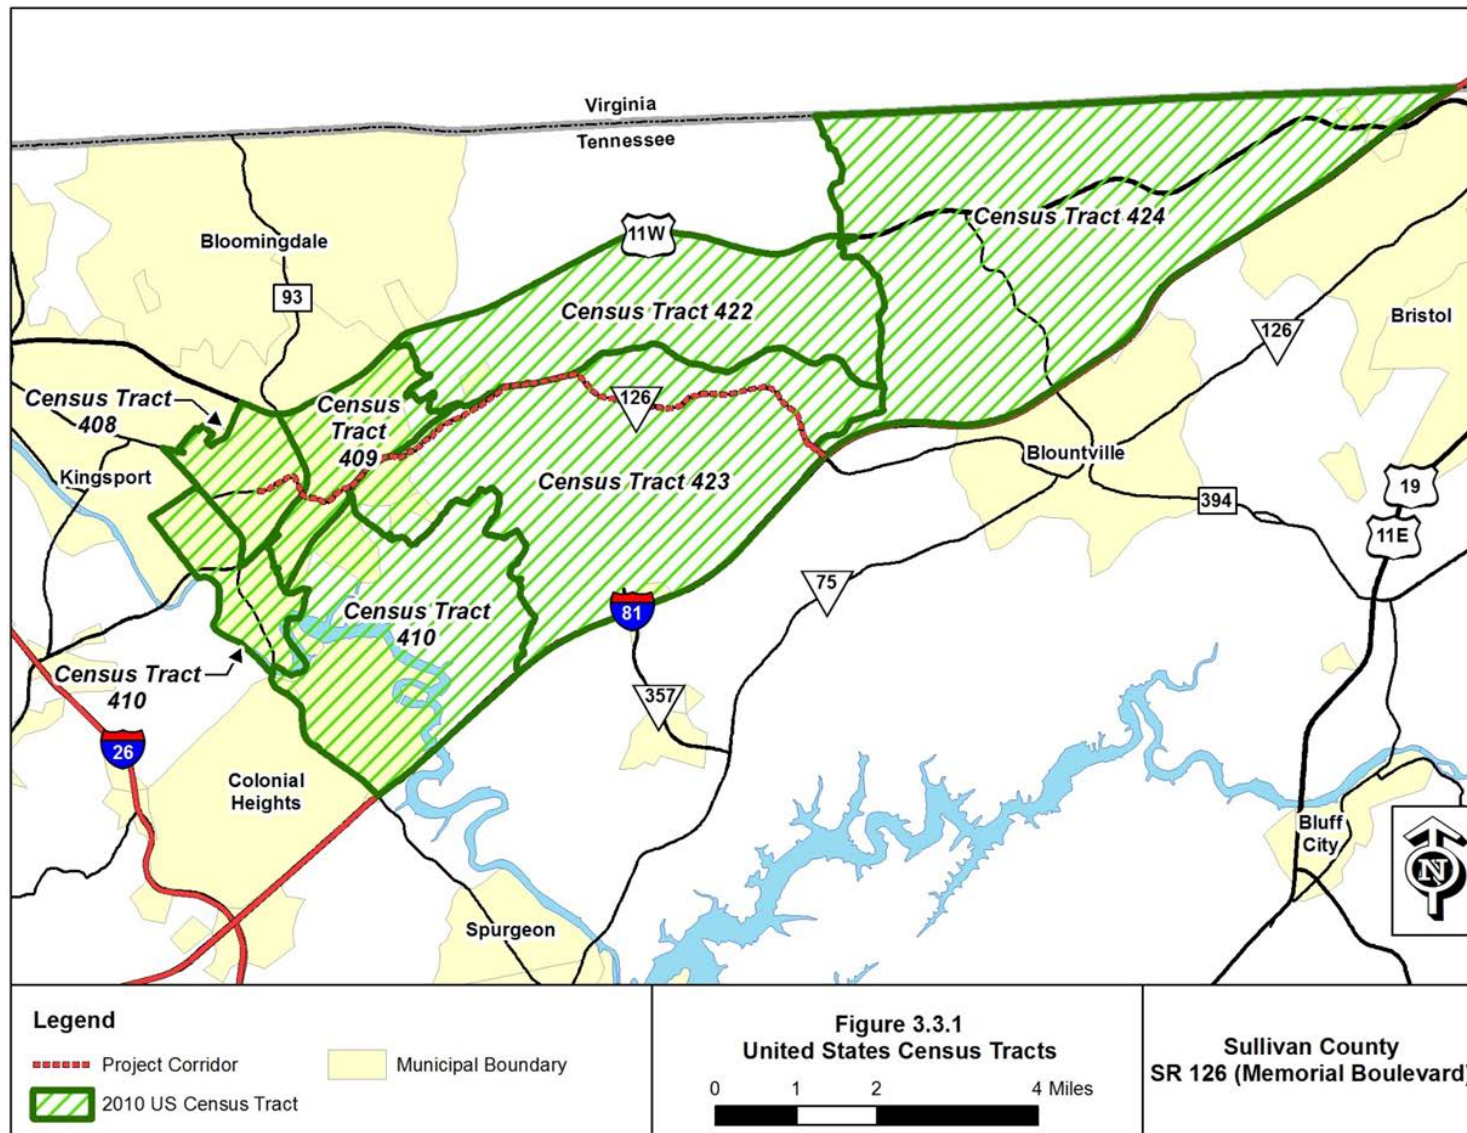 Virginia
Tennessee
11W
Census Tract 424
Bloomingdale
93
Census Tract 422
Bristol
126
Census Tract
408
Census
Tract
409
126
Kingsport
Blountville
Census Tract 423
19
394
11E
75
Census Tract
410
81
Census Tract
410
357
26
Colonial
Heights
Bluff
City
N
Spurgeon
Legend
Project Corridor
Municipal Boundary
2010 US Census Tract
Figure 3.3.1
United States Census Tracts
0 1 2 4 Miles
Sullivan County
SR 126 (Memorial Boulevard)